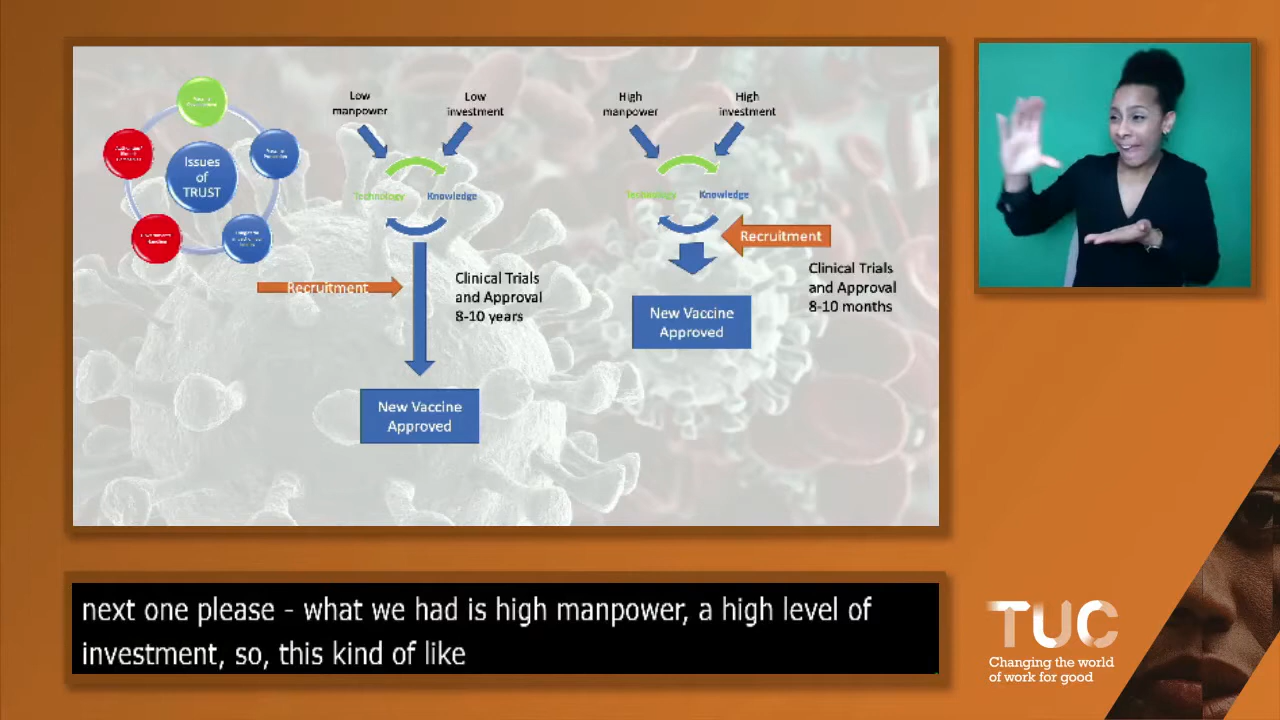 Issues
of
TRUST
Low
manpower
Low
investment
Technology
Knowledge
Recruitment
Clinical Trials
and Approval
8-10 years
New Vaccine
Approved
High
manpower
High
investment
Technology
Knowledge
Recruitment
Clinical Trials
and Approval
8-10 months
New Vaccine
Approved
next one please - what we had is high manpower, a high level of
investment, so, this kind of like
TUC
Changing the world
of work for good